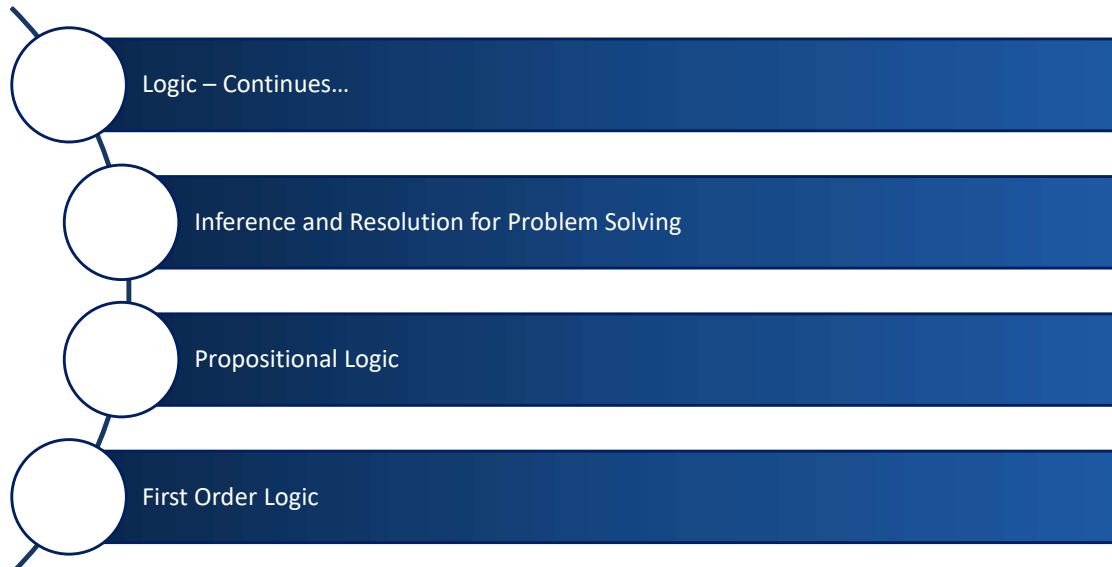 Logic – Continues…
Inference and Resolution for Problem Solving
Propositional Logic
First Order Logic